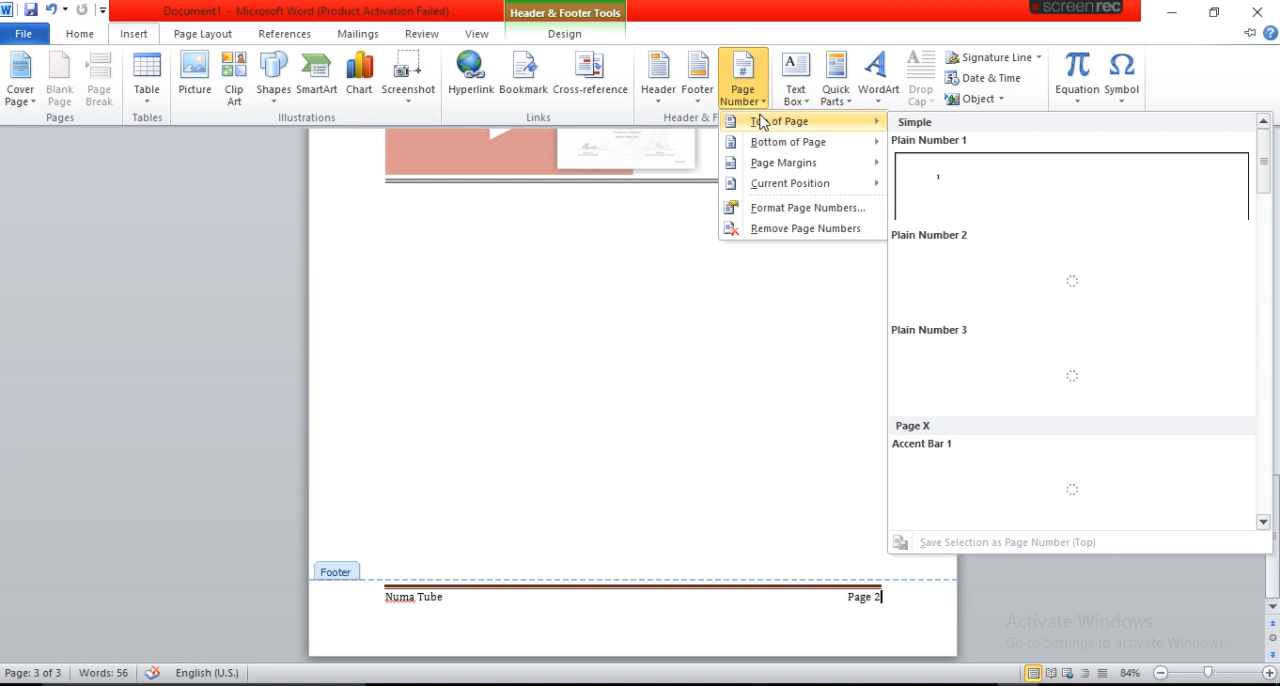 Document1 - Microsoft Word (Product Activation Failed)
Header & Footer Tools
screenrec
File Home Insert Page Layout References Mailings Review View Design
Cover Page
Blank Page
Page Break
Table
Picture
Clip Art
Shapes
SmartArt
Chart
Screenshot
Hyperlink
Bookmark
Cross-reference
Header
Footer
Page Number
Text Box
Quick Parts
WordArt
Drop Cap
Signature Line
Date & Time
Object
Equation
Symbol
Pages
Tables
Illustrations
Links
Header & F
Top of Page
Bottom of Page
Page Margins
Current Position
Format Page Numbers...
Remove Page Numbers
Simple
Plain Number 1
1
Plain Number 2
Plain Number 3
Page X
Accent Bar 1
Save Selection as Page Number (Top)
Footer
Numa Tube
Page 2
Activate Windows
Go to Settings to activate Windows.
Page: 3 of 3
Words: 56
English (U.S.)
84%